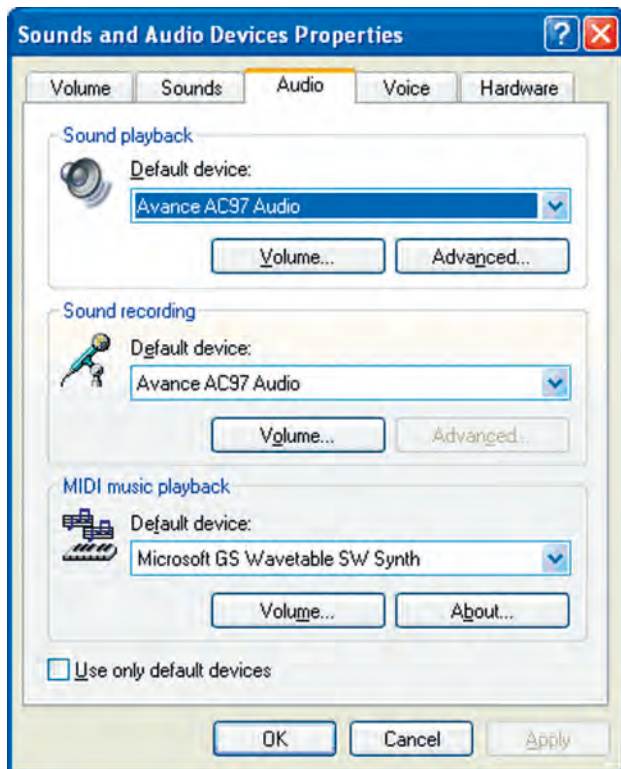 Sounds and Audio Devices Properties
Volume Sounds Audio Voice Hardware
Sound playback
Default device:
Avance AC97 Audio
Volume... Advanced...
Sound recording
Default device:
Avance AC97 Audio
Volume... Advanced...
MIDI music playback
Default device:
Microsoft GS Wavetable SW Synth
Volume... About...
Use only default devices
OK Cancel Apply